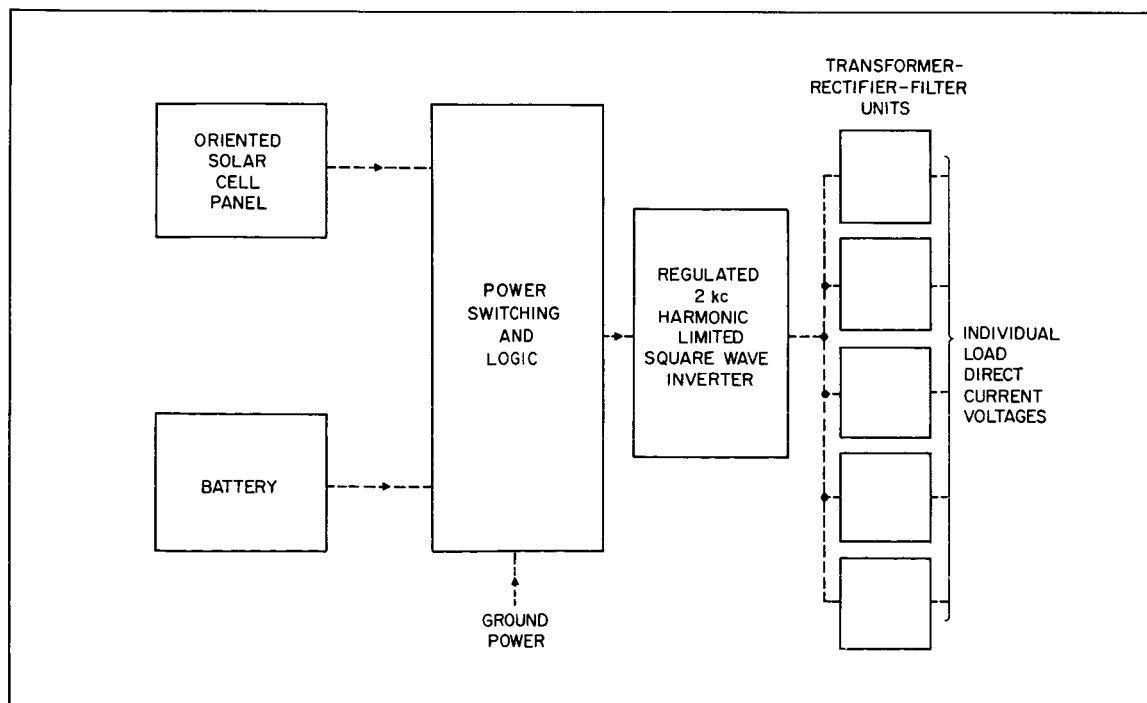 TRANSFORMER-
RECTIFIER-FILTER
UNITS
ORIENTED
SOLAR
CELL
PANEL
POWER
SWITCHING
AND
LOGIC
REGULATED
2 kc
HARMONIC
LIMITED
SQUARE WAVE
INVERTER
INDIVIDUAL
LOAD
DIRECT
CURRENT
VOLTAGES
BATTERY
GROUND
POWER